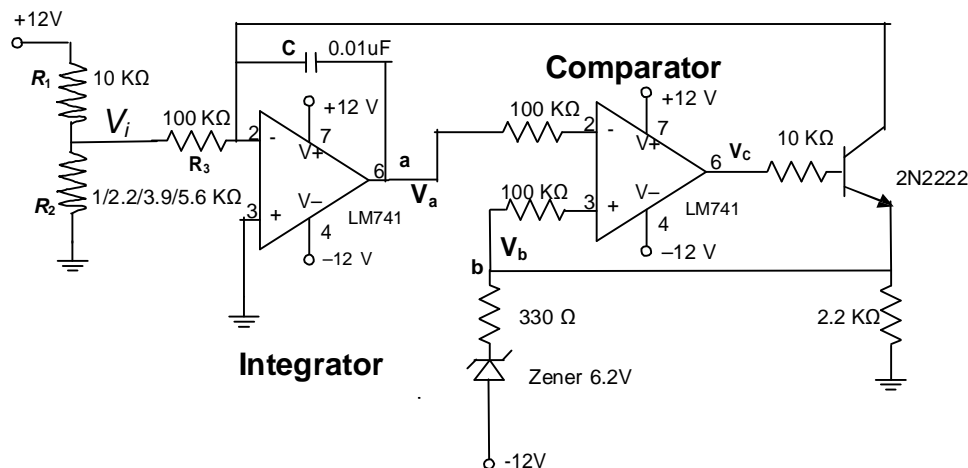 +12V
R1
10 KΩ
Vi
100 KΩ
R3
R2
1/2.2/3.9/5.6 KΩ
C
0.01uF
+12 V
2
-
7
V+
6
a
Va
3
+
V–
4
LM741
–12 V
Integrator
Comparator
100 KΩ
+12 V
2
-
7
V+
6
Vc
10 KΩ
2N2222
100 KΩ
3
+
V–
4
LM741
–12 V
Vb
b
330 Ω
2.2 KΩ
Zener 6.2V
-12V